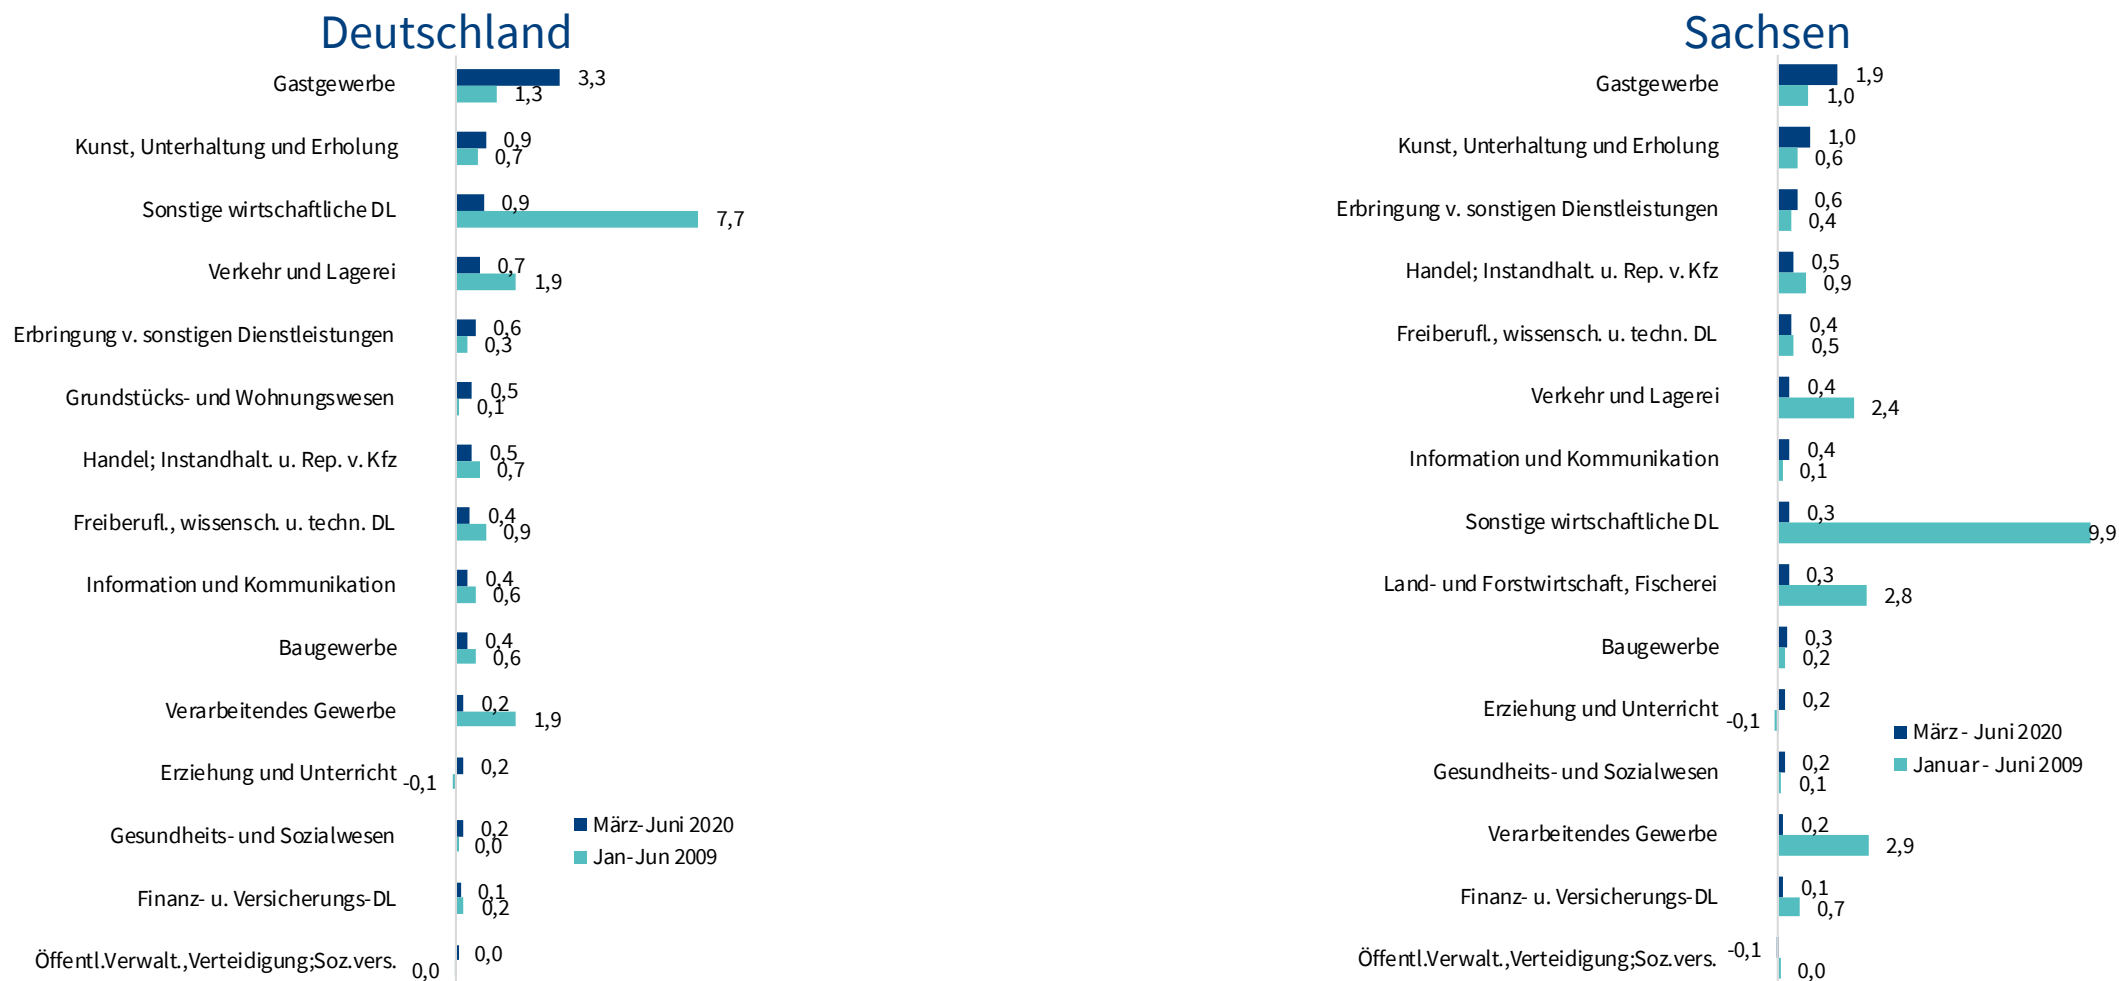 Deutschland
Gastgewerbe
3,3
1,3
Kunst, Unterhaltung und Erholung
0,9
0,7
Sonstige wirtschaftliche DL
0,9
7,7
Verkehr und Lagerei
0,7
1,9
Erbringung v. sonstigen Dienstleistungen
0,6
0,3
Grundstücks- und Wohnungswesen
0,5
0,1
Handel; Instandhalt. u. Rep. v. Kfz
0,5
0,7
Freiberufl., wissensch. u. techn. DL
0,4
0,9
Information und Kommunikation
0,4
0,6
Baugewerbe
0,4
0,6
Verarbeitendes Gewerbe
0,2
1,9
Erziehung und Unterricht
0,2
-0,1
Gesundheits- und Sozialwesen
0,2
0,0
Finanz- u. Versicherungs-DL
0,1
0,2
Öffentl.Verwalt.,Verteidigung;Soz.vers.
0,0
0,0
März-Juni 2020
Jan-Jun 2009
Sachsen
Gastgewerbe
1,9
1,0
Kunst, Unterhaltung und Erholung
1,0
0,6
Erbringung v. sonstigen Dienstleistungen
0,6
0,4
Handel; Instandhalt. u. Rep. v. Kfz
0,5
0,9
Freiberufl., wissensch. u. techn. DL
0,4
0,5
Verkehr und Lagerei
0,4
2,4
Information und Kommunikation
0,4
0,1
Sonstige wirtschaftliche DL
0,3
9,9
Land- und Forstwirtschaft, Fischerei
0,3
2,8
Baugewerbe
0,3
0,2
Erziehung und Unterricht
0,2
-0,1
Gesundheits- und Sozialwesen
0,2
0,1
Verarbeitendes Gewerbe
0,2
2,9
Finanz- u. Versicherungs-DL
0,1
0,7
Öffentl.Verwalt.,Verteidigung;Soz.vers.
-0,1
0,0
März - Juni 2020
Januar - Juni 2009